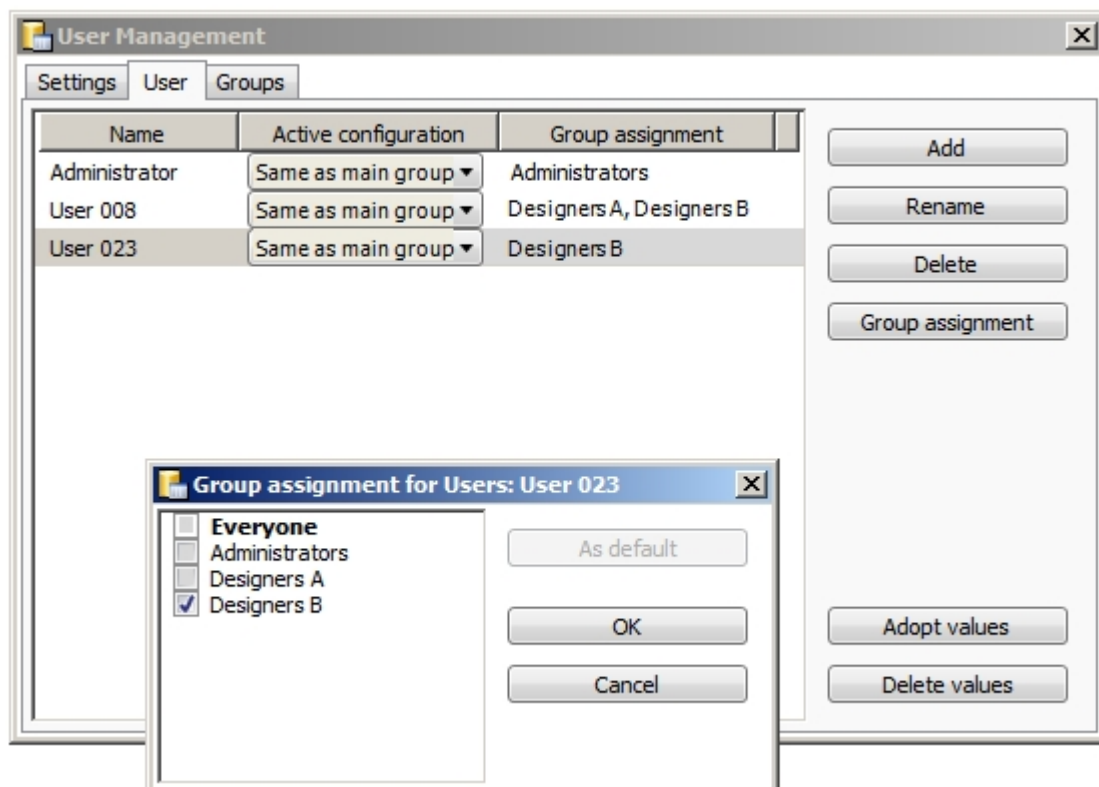 User Management
Settings User Groups
Name Active configuration Group assignment
Administrator Same as main group Administrators
User 008 Same as main group Designers A, Designers B
User 023 Same as main group Designers B
Add
Rename
Delete
Group assignment
Adopt values
Delete values
Group assignment for Users: User 023
Everyone
Administrators
Designers A
Designers B
As default
OK
Cancel